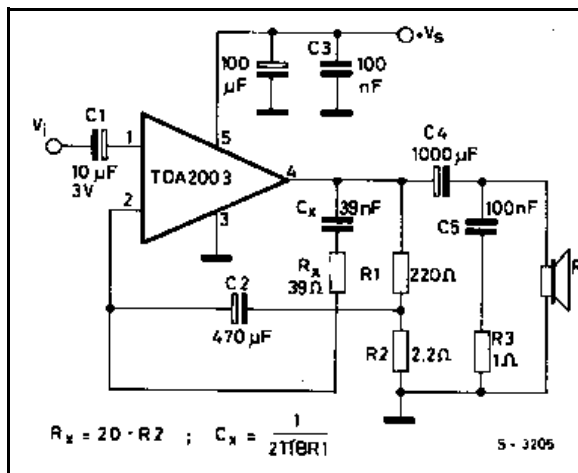 +Vs
100 µF
C3
100 nF
C1
Vi
10 µF
3V
1
5
TDA2003
4
2
3
C4
1000 µF
Cx
39nF
100nF
C5
Rx
39Ω
R1
220Ω
C2
470 µF
R2
2.2Ω
R3
1Ω
Rx = 20 · R2 ; Cx = 1 / 2πBR1
S - 3205